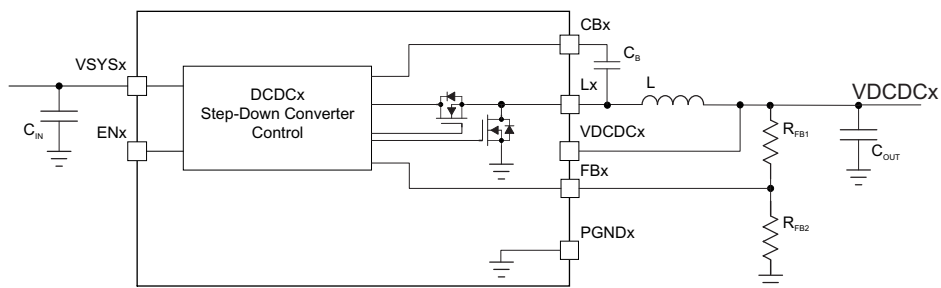 CBx
C_B
VSYSx
DCDCx
Step-Down Converter
Control
Lx
L
VDCDCx
C_IN
ENx
VDCDCx
R_FB1
C_OUT
FBx
R_FB2
PGNDx